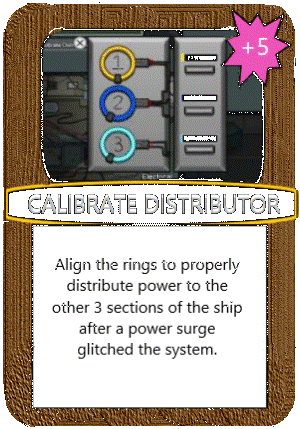 +5
1
2
3
Electrical
CALIBRATE DISTRIBUTOR
Align the rings to properly
distribute power to the
other 3 sections of the ship
after a power surge
glitched the system.